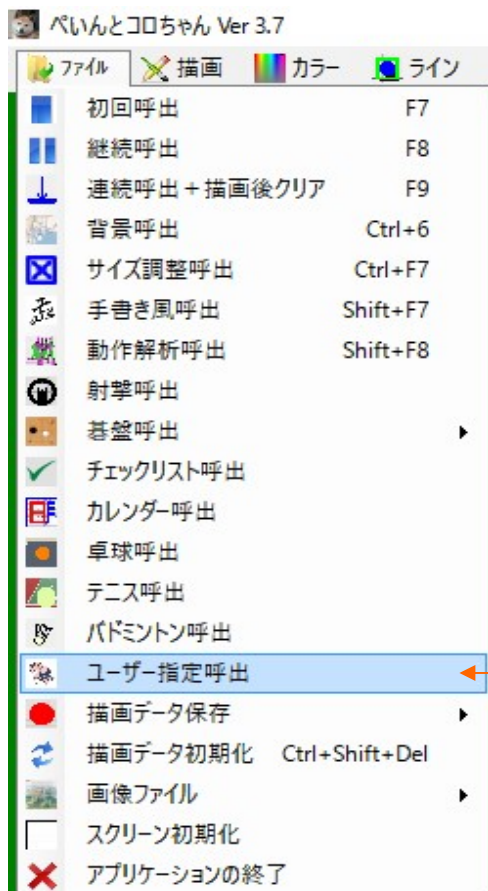 ぺいんとコロちゃん Ver 3.7
ファイル 描画 カラー ライン
初回呼出 F7
継続呼出 F8
連続呼出+描画後クリア F9
背景呼出 Ctrl+6
サイズ調整呼出 Ctrl+F7
手書き風呼出 Shift+F7
動作解析呼出 Shift+F8
射撃呼出
碁盤呼出
チェックリスト呼出
カレンダー呼出
卓球呼出
テニス呼出
バドミントン呼出
ユーザー指定呼出
描画データ保存
描画データ初期化 Ctrl+Shift+Del
画像ファイル
スクリーン初期化
アプリケーションの終了